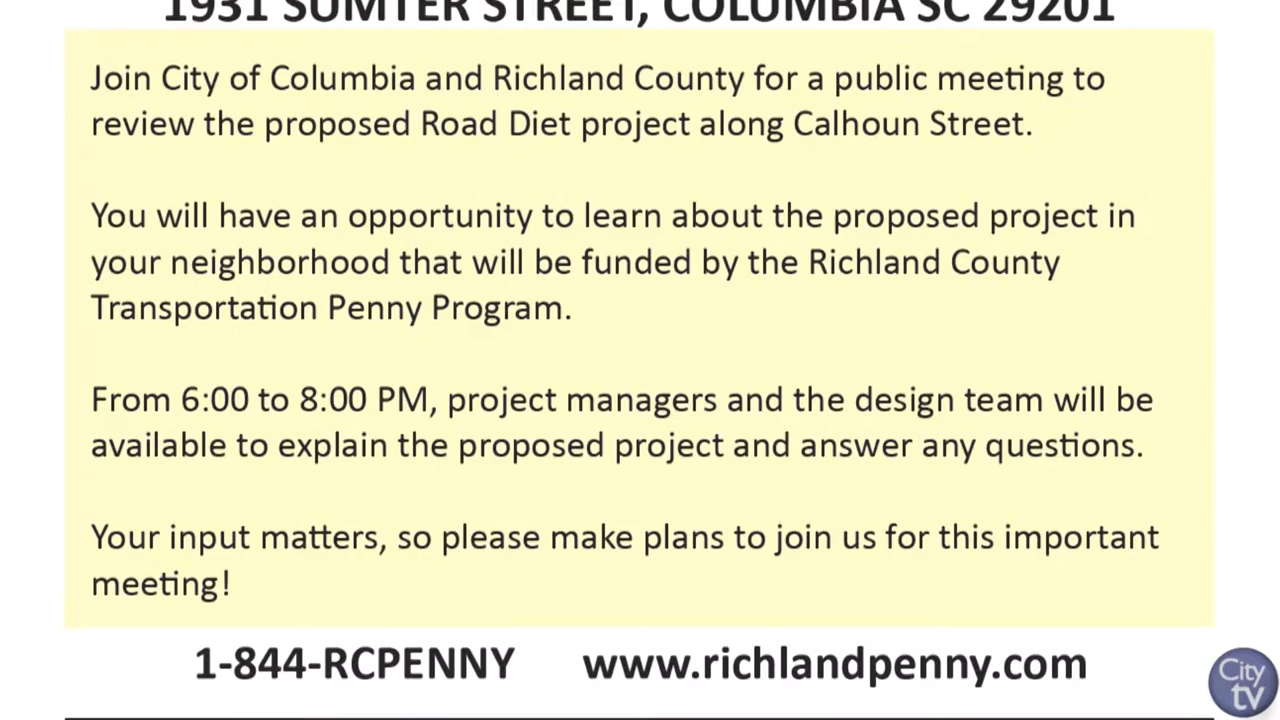 1931 SUMTER STREET, COLUMBIA SC 29201
Join City of Columbia and Richland County for a public meeting to
review the proposed Road Diet project along Calhoun Street.
You will have an opportunity to learn about the proposed project in
your neighborhood that will be funded by the Richland County
Transportation Penny Program.
From 6:00 to 8:00 PM, project managers and the design team will be
available to explain the proposed project and answer any questions.
Your input matters, so please make plans to join us for this important
meeting!
1-844-RCPENNY www.richlandpenny.com
City
tv